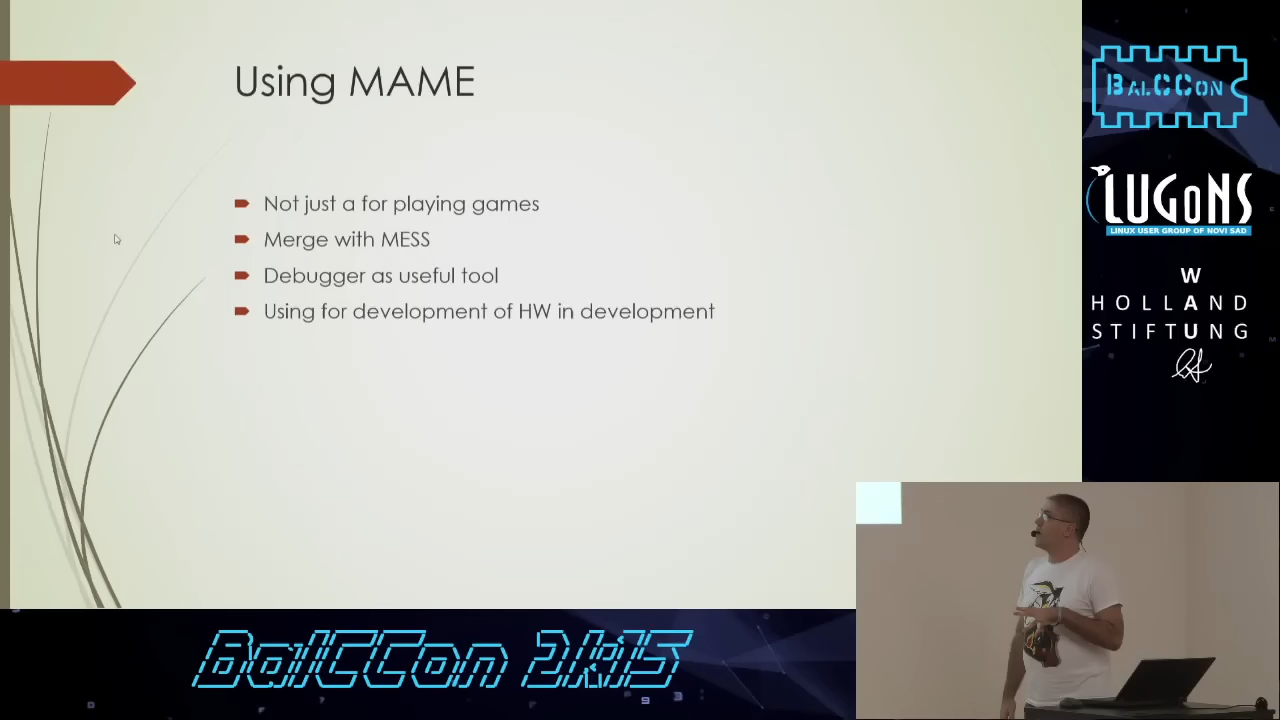 Using MAME
Not just a for playing games
Merge with MESS
Debugger as useful tool
Using for development of HW in development
BALCCON
LUGONS
LINUX USER GROUP OF NOVI SAD
W
HOLLAND
A
STIFTUNG
BalCCon 2k15